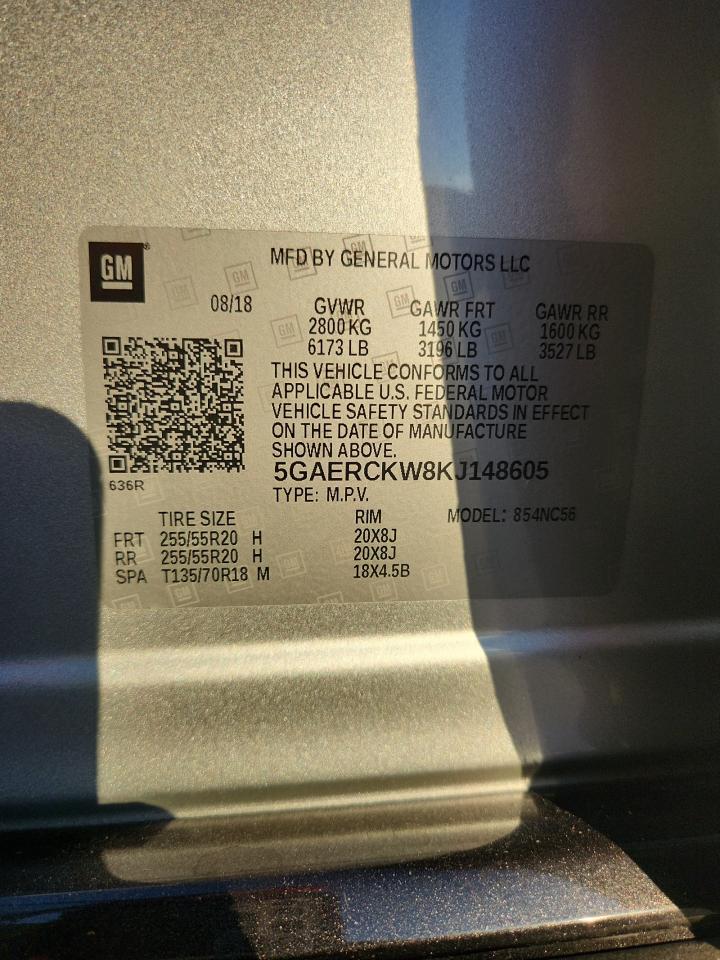 GM
MFD BY GENERAL MOTORS LLC
08/18
GVWR GAWR FRT GAWR RR
2800 KG 1450 KG 1600 KG
6173 LB 3196 LB 3527 LB
THIS VEHICLE CONFORMS TO ALL
APPLICABLE U.S. FEDERAL MOTOR
VEHICLE SAFETY STANDARDS IN EFFECT
ON THE DATE OF MANUFACTURE
SHOWN ABOVE.
636R
5GAERCKW8KJ148605
TYPE: M.P.V.
TIRE SIZE RIM MODEL: 854NC56
FRT 255/55R20 H 20X8J
RR 255/55R20 H 20X8J
SPA T135/70R18 M 18X4.5B